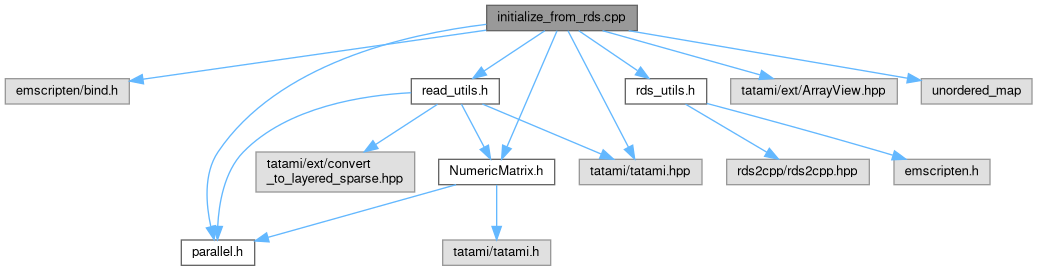 initialize_from_rds.cpp
emscripten/bind.h
read_utils.h
rds_utils.h
tatami/ext/ArrayView.hpp
unordered_map
tatami/ext/convert
_to_layered_sparse.hpp
NumericMatrix.h
tatami/tatami.hpp
rds2cpp/rds2cpp.hpp
emscripten.h
parallel.h
tatami/tatami.h